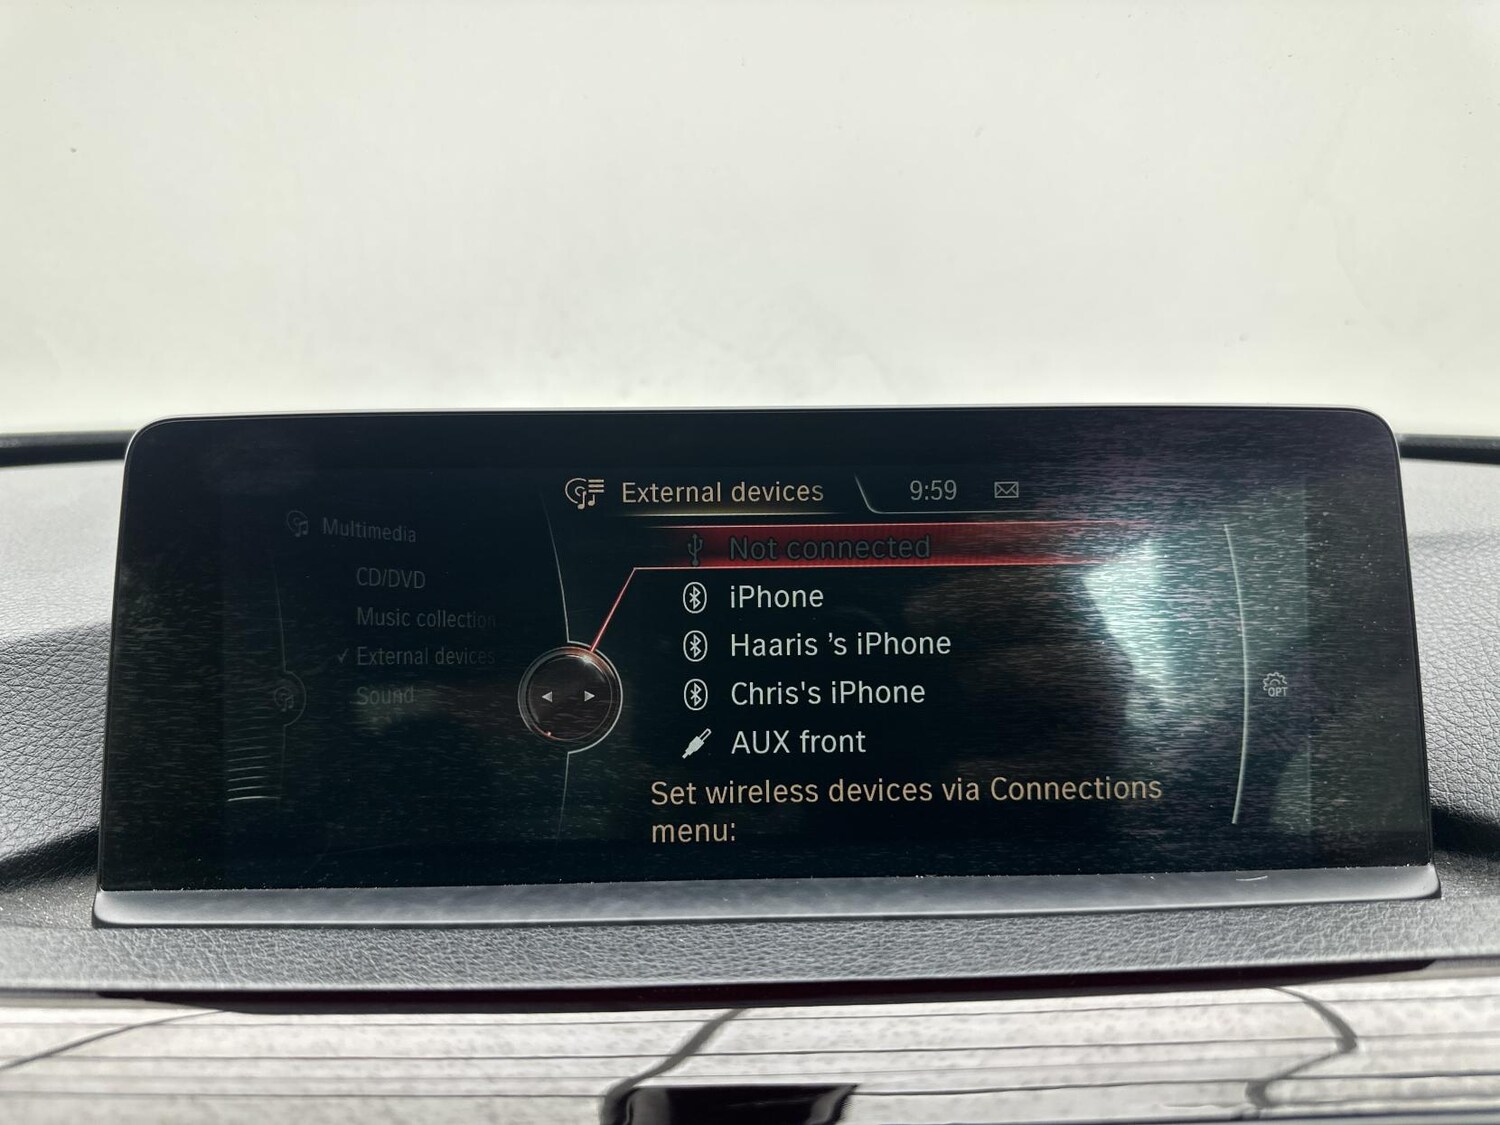 External devices
9:59
Multimedia
CD/DVD
Music collection
✓ External devices
Sound
Not connected
iPhone
Haaris 's iPhone
Chris's iPhone
AUX front
Set wireless devices via Connections
menu:
OPT